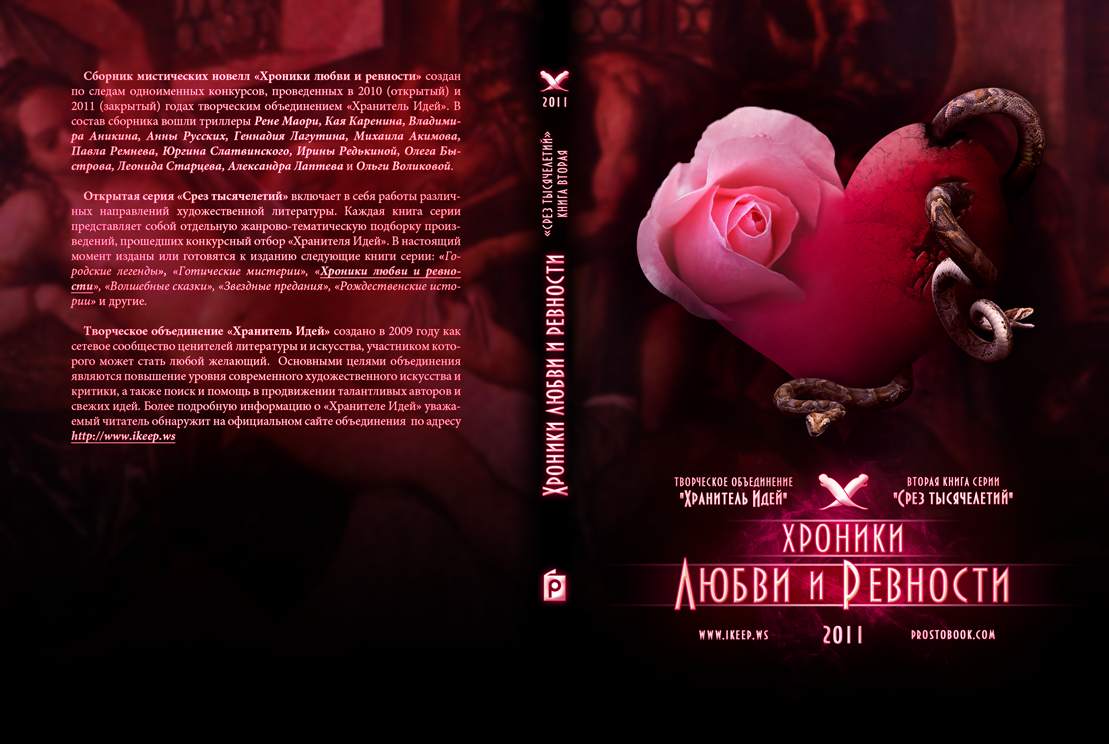 Сборник мистических новелл «Хроники любви и ревности» создан
по следам одноименных конкурсов, проведенных в 2010 (открытый) и
2011 (закрытый) годах творческим объединением «Хранитель Идей». В
состав сборника вошли триллеры Рене Маори, Кая Каренина, Владими-
ра Аникина, Анны Русских, Геннадия Лагутина, Михаила Акимова,
Павла Ремнева, Юргина Слатвинского, Ирины Редькиной, Олега Бы-
строва, Леонида Старцева, Александра Лаптева и Ольги Воликовой.
Открытая серия «Срез тысячелетий» включает в себя работы различ-
ных направлений художественной литературы. Каждая книга серии
представляет собой отдельную жанрово-тематическую подборку произ-
ведений, прошедших конкурсный отбор «Хранителя Идей». В настоящий
момент изданы или готовятся к изданию следующие книги серии: «Го-
родские легенды», «Готические мистерии», «Хроники любви и ревно-
сти», «Волшебные сказки», «Звездные предания», «Рождественские исто-
рии» и другие.
Творческое объединение «Хранитель Идей» создано в 2009 году как
сетевое сообщество ценителей литературы и искусства, участником кото-
рого может стать любой желающий. Основными целями объединения
являются повышение уровня современного художественного искусства и
критики, а также поиск и помощь в продвижении талантливых авторов и
свежих идей. Более подробную информацию о «Хранителе Идей» уважа-
емый читатель обнаружит на официальном сайте объединения по адресу
http://www.ikeep.ws
2011
«Срез тысячелетий»
книга вторая
Хроники любви и ревности
P
творческое объединение
"Хранитель Идей"
вторая книга серии
"Срез тысячелетий"
Хроники
Любви и Ревности
www.ikeep.ws
2011
prostobook.com